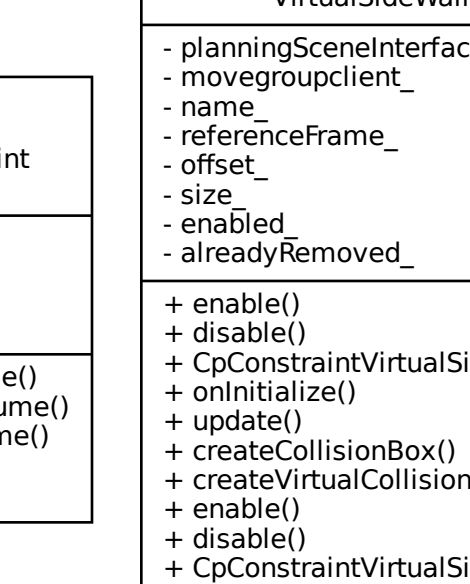 VirtualSideWall
- planningSceneInterfac
- movegroupclient_
- name_
- referenceFrame_
- offset_
- size_
- enabled_
- alreadyRemoved_
+ enable()
+ disable()
+ CpConstraintVirtualSi
+ onInitialize()
+ update()
+ createCollisionBox()
+ createVirtualCollision
+ enable()
+ disable()
+ CpConstraintVirtualSi
int
e()
ume()
me()